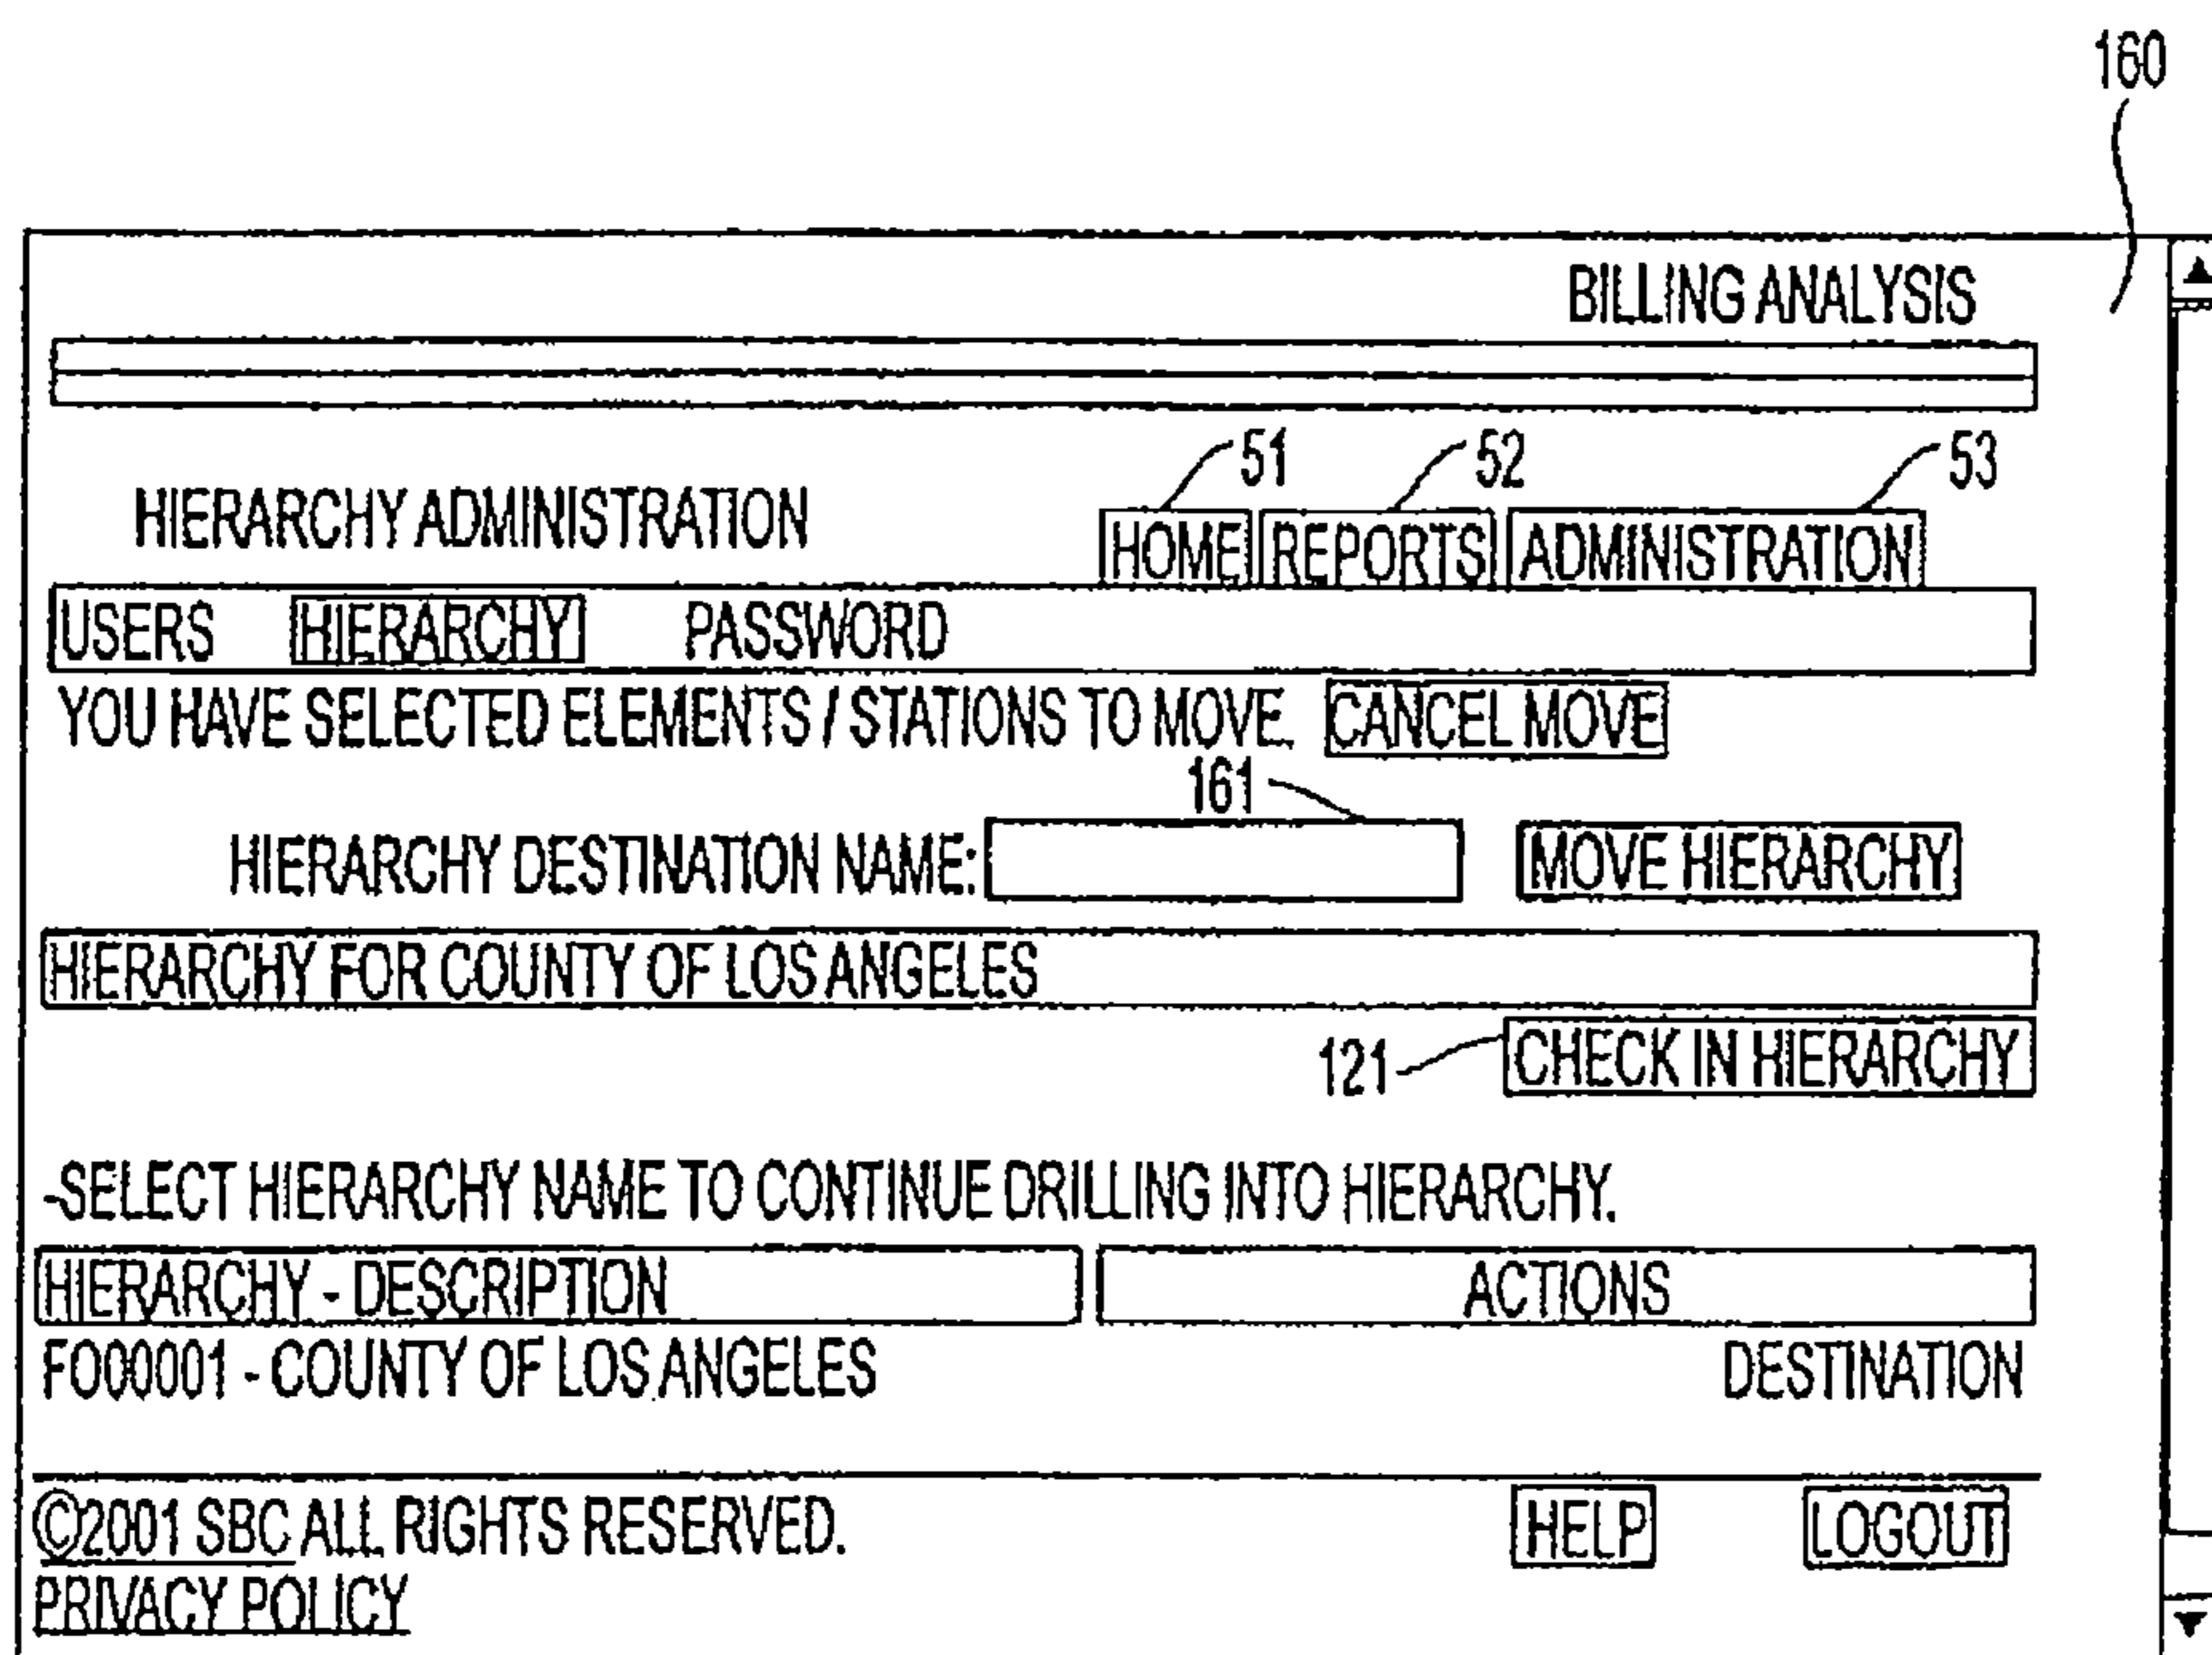 160
BILLING ANALYSIS
51 52 53
HIERARCHY ADMINISTRATION HOME REPORTS ADMINISTRATION
USERS HIERARCHY PASSWORD
YOU HAVE SELECTED ELEMENTS / STATIONS TO MOVE. CANCEL MOVE
161
HIERARCHY DESTINATION NAME: MOVE HIERARCHY
HIERARCHY FOR COUNTY OF LOS ANGELES
121 CHECK IN HIERARCHY
-SELECT HIERARCHY NAME TO CONTINUE DRILLING INTO HIERARCHY.
HIERARCHY - DESCRIPTION ACTIONS
FO00001 - COUNTY OF LOS ANGELES DESTINATION
©2001 SBC ALL RIGHTS RESERVED. HELP LOGOUT
PRIVACY POLICY